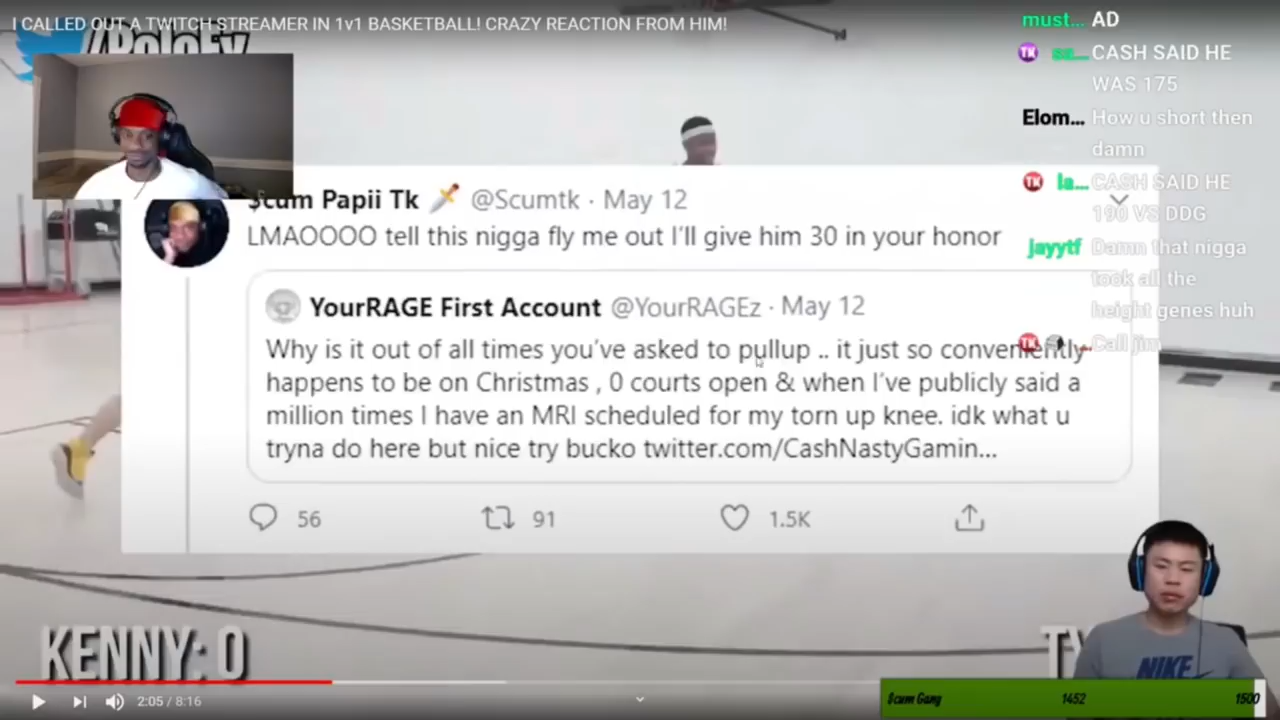 I CALLED OUT A TWITCH STREAMER IN 1v1 BASKETBALL! CRAZY REACTION FROM HIM!
must... AD
CASH SAID HE
WAS 175
Elom... How u short then
damn
la... CASH SAID HE
190 VS DDG
jayytf Damn that nigga
took all the
height genes huh
Call jim
$cum Papii Tk @Scumtk · May 12
LMAOOOO tell this nigga fly me out I'll give him 30 in your honor
YourRAGE First Account @YourRAGEz · May 12
Why is it out of all times you've asked to pullup .. it just so conveniently
happens to be on Christmas , 0 courts open & when I've publicly said a
million times I have an MRI scheduled for my torn up knee. idk what u
tryna do here but nice try bucko twitter.com/CashNastyGamin...
56 91 1.5K
KENNY: 0
TY
NIKE
2:05 / 8:16
$cum Gang 1452 1500